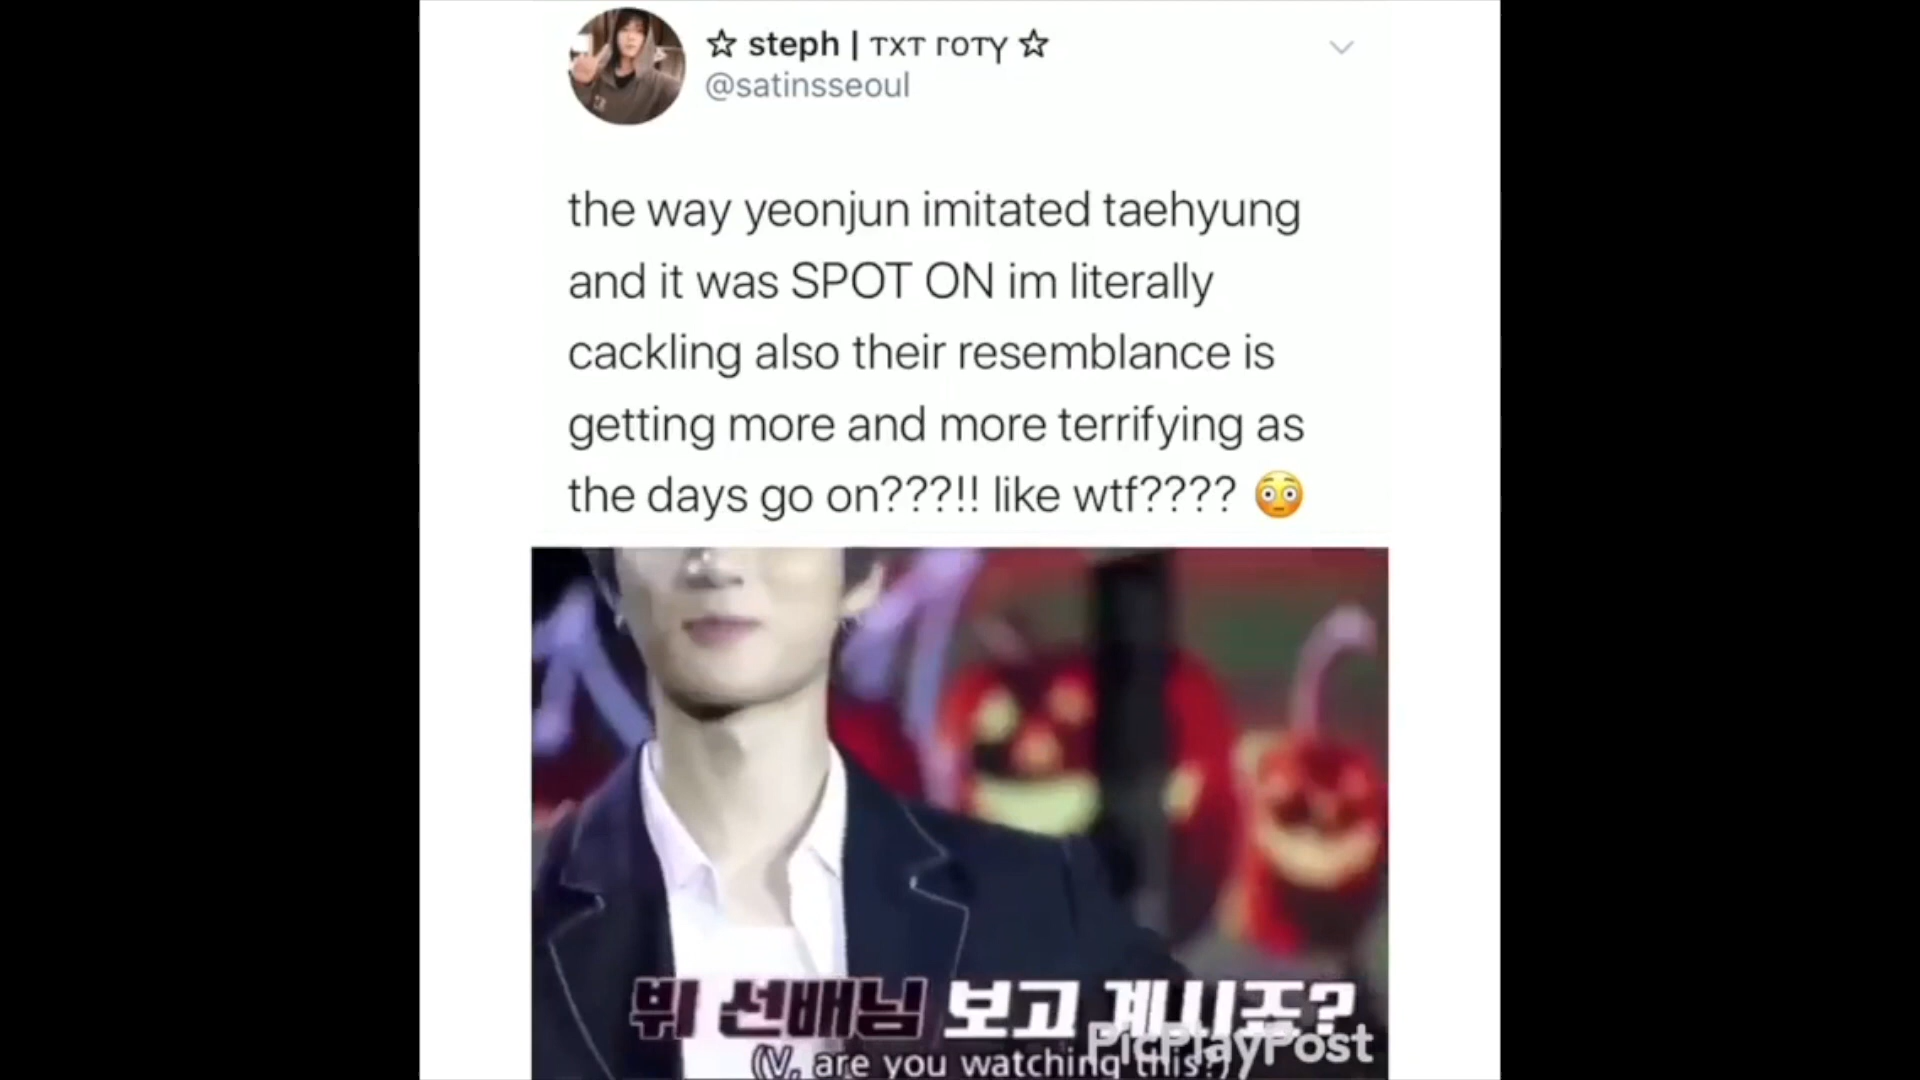 ☆ steph | ᴛxᴛ ꭱoᴛy ☆
@satinsseoul
the way yeonjun imitated taehyung
and it was SPOT ON im literally
cackling also their resemblance is
getting more and more terrifying as
the days go on???!! like wtf???? 😳
뷔 선배님 보고 계시죠?
(V, are you watching this?)
PicPlayPost